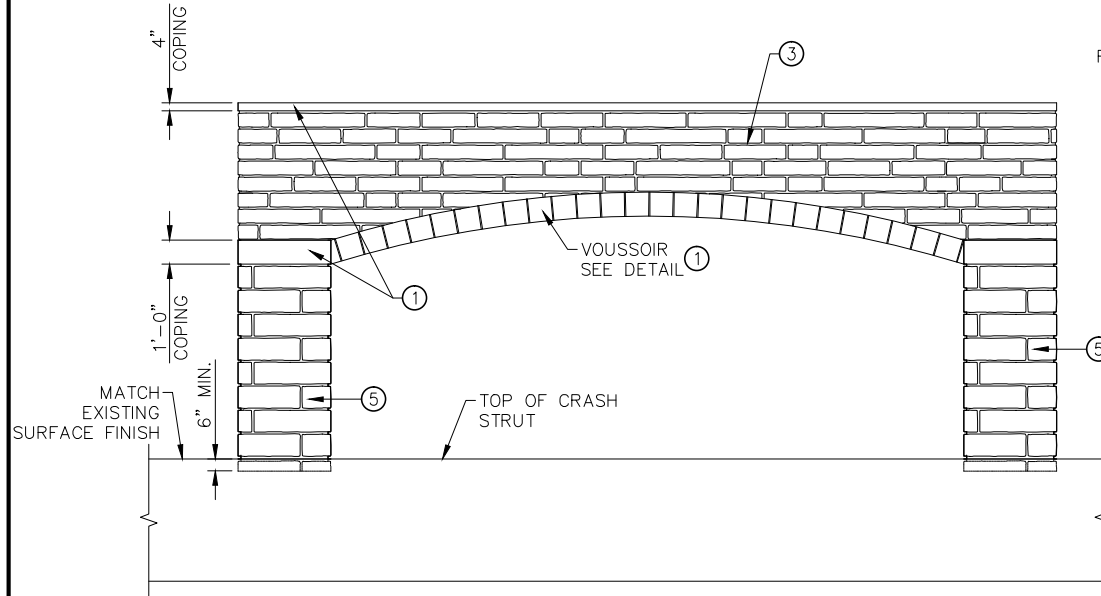 4"
COPING
3
F
VOUSSOIR
SEE DETAIL 1
1
1'-0"
COPING
5
6" MIN.
MATCH
EXISTING
SURFACE FINISH
5
TOP OF CRASH
STRUT